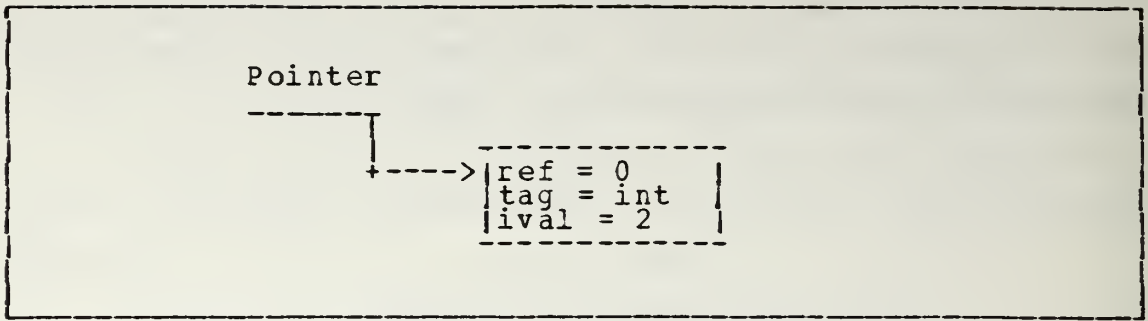 Pointer
ref = 0
tag = int
ival = 2